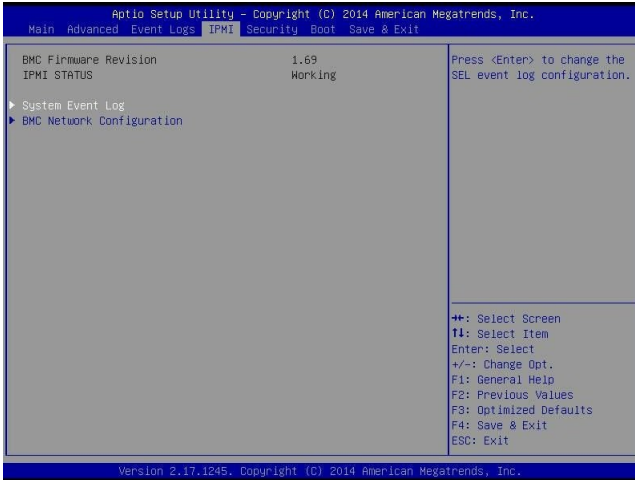 Aptio Setup Utility – Copyright (C) 2014 American Megatrends, Inc.
Main Advanced Event Logs IPMI Security Boot Save & Exit
BMC Firmware Revision 1.69
IPMI STATUS Working
System Event Log
BMC Network Configuration
Press <Enter> to change the
SEL event log configuration.
→←: Select Screen
↑↓: Select Item
Enter: Select
+/-: Change Opt.
F1: General Help
F2: Previous Values
F3: Optimized Defaults
F4: Save & Exit
ESC: Exit
Version 2.17.1245. Copyright (C) 2014 American Megatrends, Inc.